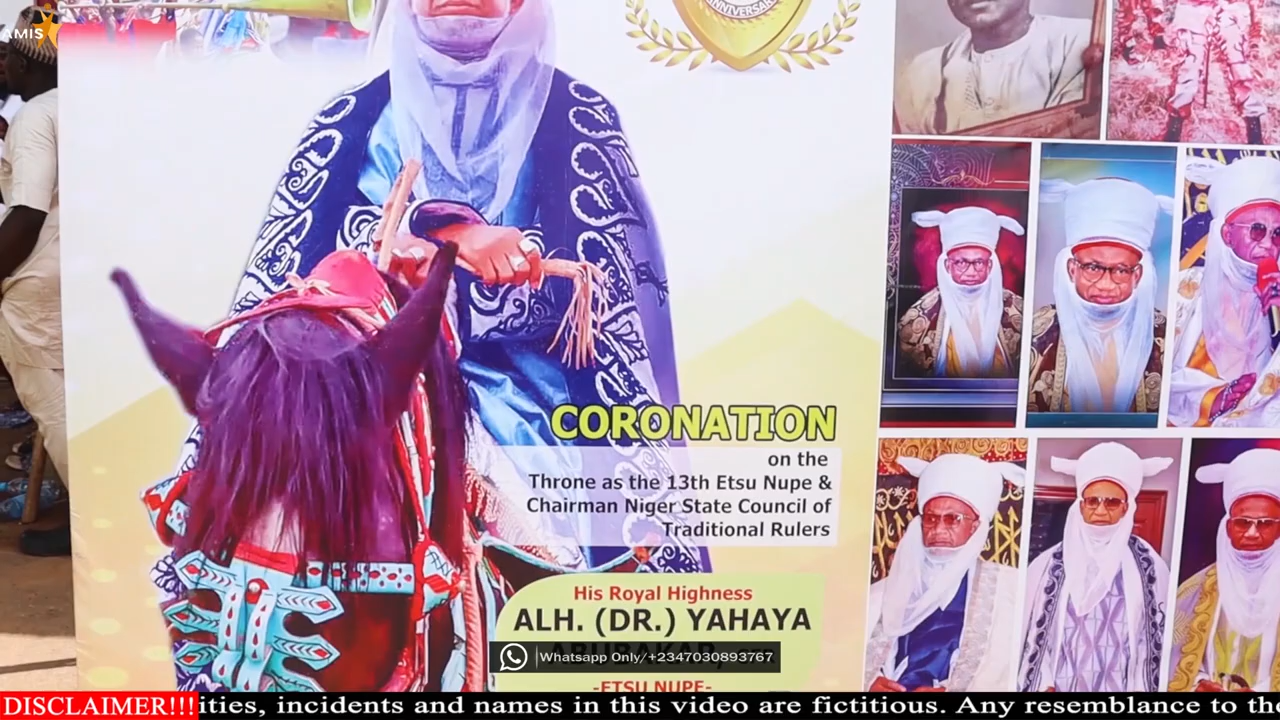 AMIS
ANNIVERSARY
CORONATION
on the
Throne as the 13th Etsu Nupe &
Chairman Niger State Council of
Traditional Rulers
His Royal Highness
ALH. (DR.) YAHAYA
Whatsapp Only/+2347030893767
-ETSU NUPE-
DISCLAIMER!!! ities, incidents and names in this video are fictitious. Any resemblance to the